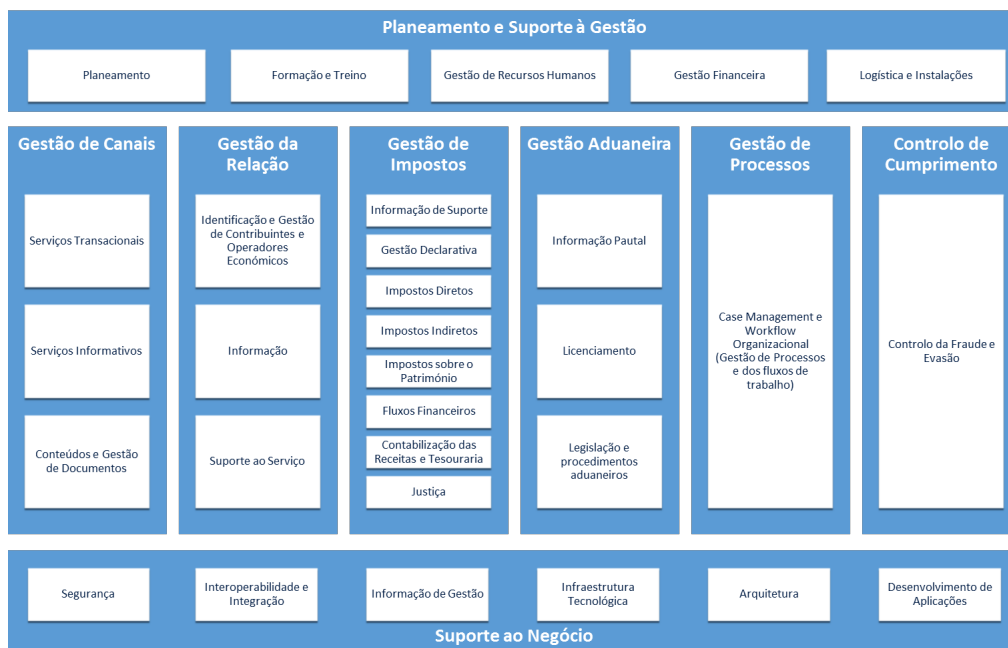 Planeamento e Suporte à Gestão
Planeamento
Formação e Treino
Gestão de Recursos Humanos
Gestão Financeira
Logística e Instalações
Gestão de Canais
Serviços Transacionais
Serviços Informativos
Conteúdos e Gestão
de Documentos
Gestão da
Relação
Identificação e Gestão
de Contribuintes e
Operadores
Económicos
Informação
Suporte ao Serviço
Gestão de
Impostos
Informação de Suporte
Gestão Declarativa
Impostos Diretos
Impostos Indiretos
Impostos sobre o
Património
Fluxos Financeiros
Contabilização das
Receitas e Tesouraria
Justiça
Gestão Aduaneira
Informação Pautal
Licenciamento
Legislação e
procedimentos
aduaneiros
Gestão de
Processos
Case Management e
Workflow
Organizacional
(Gestão de Processos
e dos fluxos de
trabalho)
Controlo de
Cumprimento
Controlo da Fraude e
Evasão
Segurança
Interoperabilidade e
Integração
Informação de Gestão
Infraestrutura
Tecnológica
Arquitetura
Desenvolvimento de
Aplicações
Suporte ao Negócio